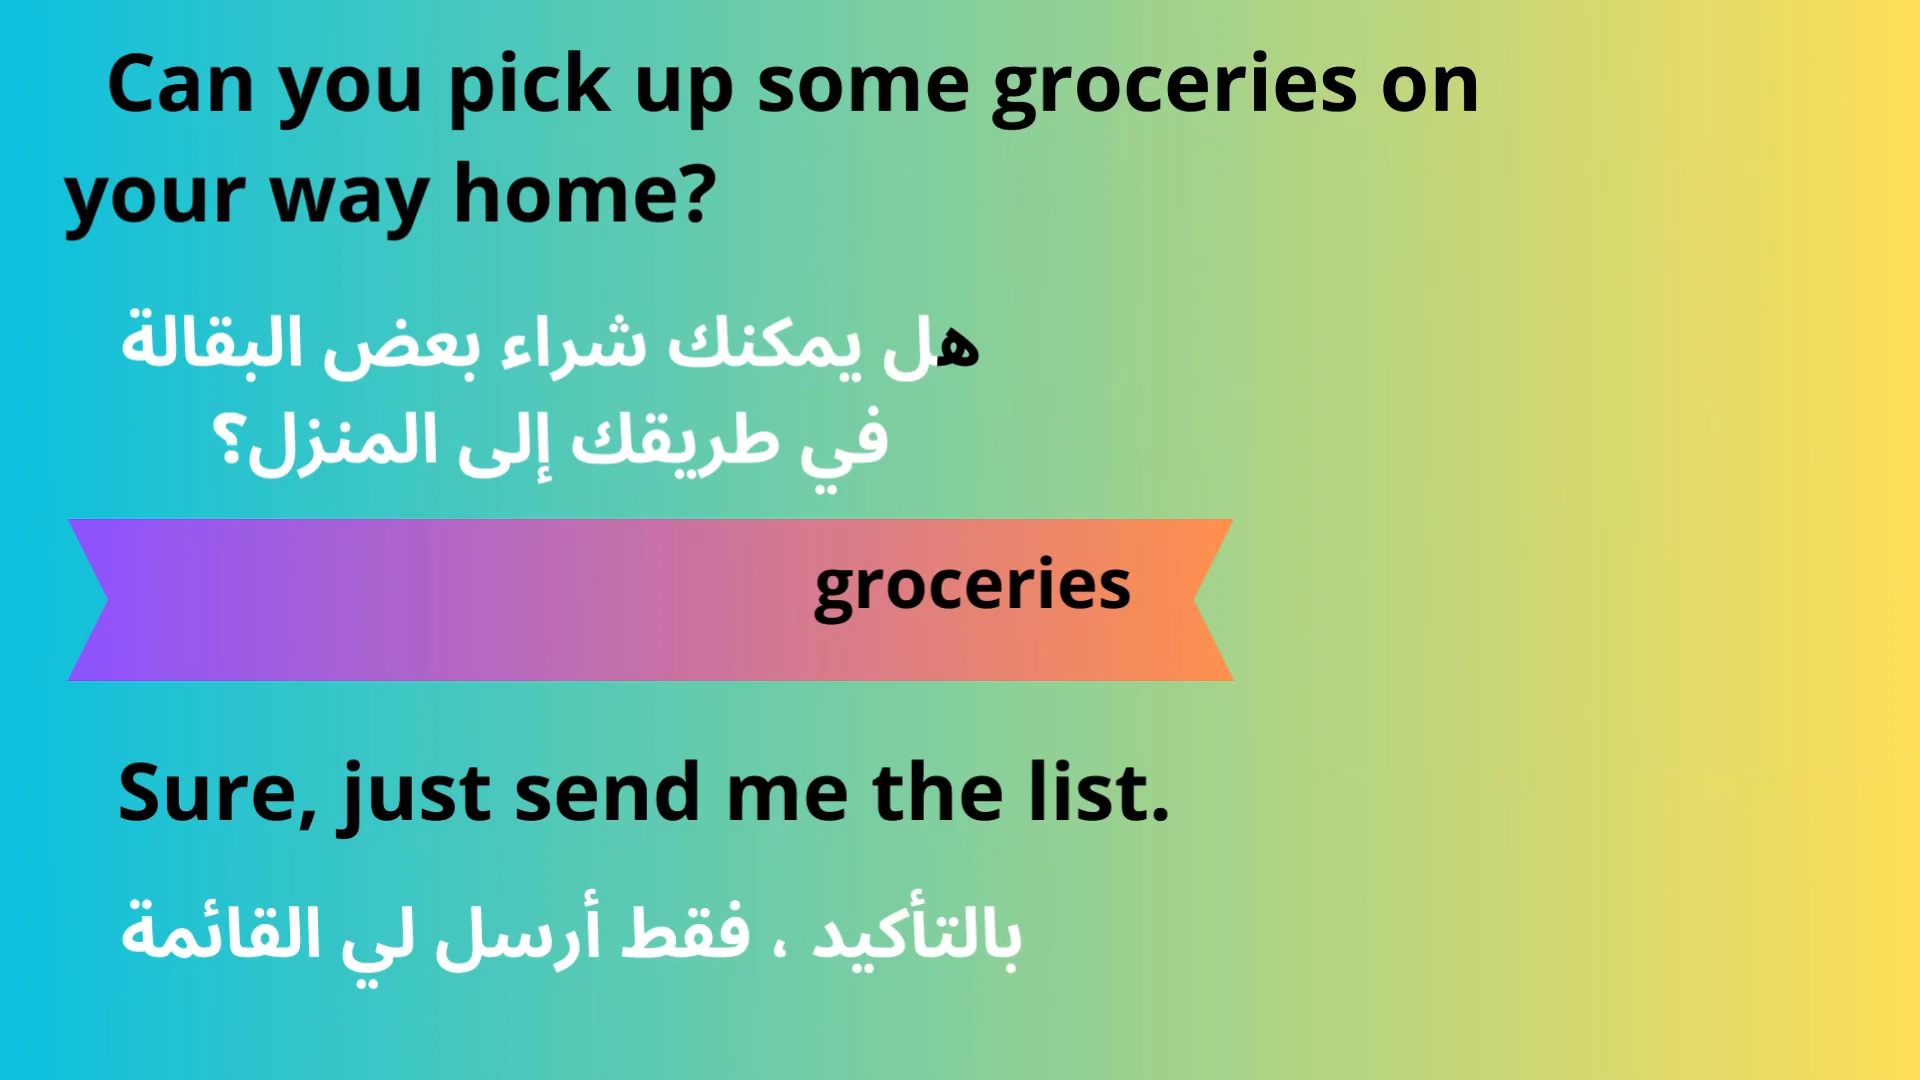 Can you pick up some groceries on
your way home?
هل يمكنك شراء بعض البقالة
في طريقك إلى المنزل؟
groceries
Sure, just send me the list.
بالتأكيد ، فقط أرسل لي القائمة